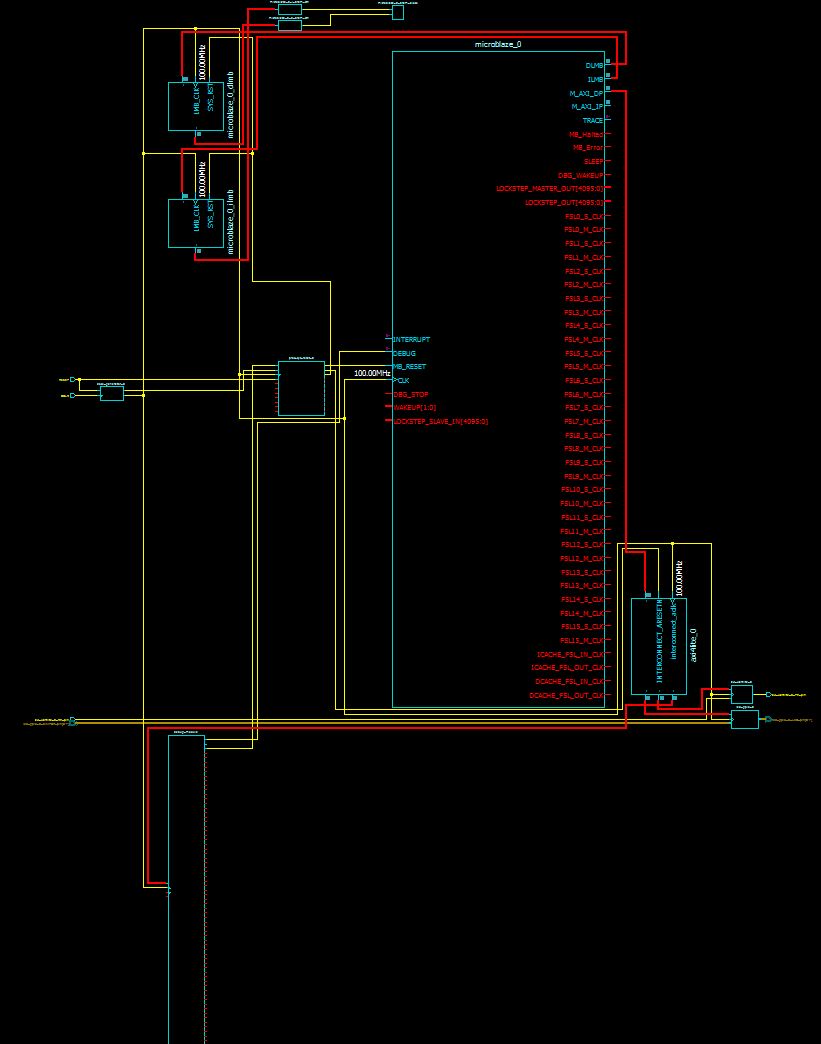 microblaze_0
DLMB
ILMB
M_AXI_DP
M_AXI_IP
TRACE
MB_Halted
MB_Error
SLEEP
DBG_WAKEUP
LOCKSTEP_MASTER_OUT[4095:0]
LOCKSTEP_OUT[4095:0]
FSL0_S_CLK
FSL0_M_CLK
FSL1_S_CLK
FSL1_M_CLK
FSL2_S_CLK
FSL2_M_CLK
FSL3_S_CLK
FSL3_M_CLK
FSL4_S_CLK
FSL4_M_CLK
FSL5_S_CLK
FSL5_M_CLK
FSL6_S_CLK
FSL6_M_CLK
FSL7_S_CLK
FSL7_M_CLK
FSL8_S_CLK
FSL8_M_CLK
FSL9_S_CLK
FSL9_M_CLK
FSL10_S_CLK
FSL10_M_CLK
FSL11_S_CLK
FSL11_M_CLK
FSL12_S_CLK
FSL12_M_CLK
FSL13_S_CLK
FSL13_M_CLK
FSL14_S_CLK
FSL14_M_CLK
FSL15_S_CLK
FSL15_M_CLK
ICACHE_FSL_IN_CLK
ICACHE_FSL_OUT_CLK
DCACHE_FSL_IN_CLK
DCACHE_FSL_OUT_CLK
INTERRUPT
DEBUG
MB_RESET
100.00MHz
CLK
DBG_STOP
WAKEUP[1:0]
LOCKSTEP_SLAVE_IN[4095:0]
100.00MHz
LMB_CLK
SYS_RST
microblaze_0_dlmb
100.00MHz
LMB_CLK
SYS_RST
microblaze_0_ilmb
100.00MHz
INTERCONNECT_ARESETN
interconnect_aclk
axi4lite_0